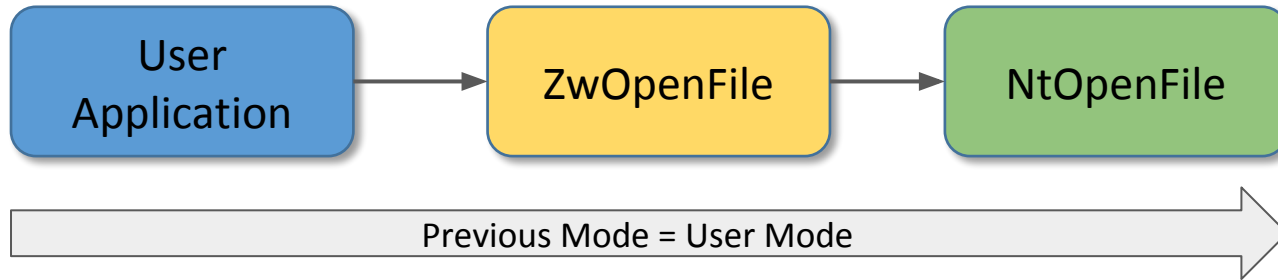 User
Application
ZwOpenFile
NtOpenFile
Previous Mode = User Mode